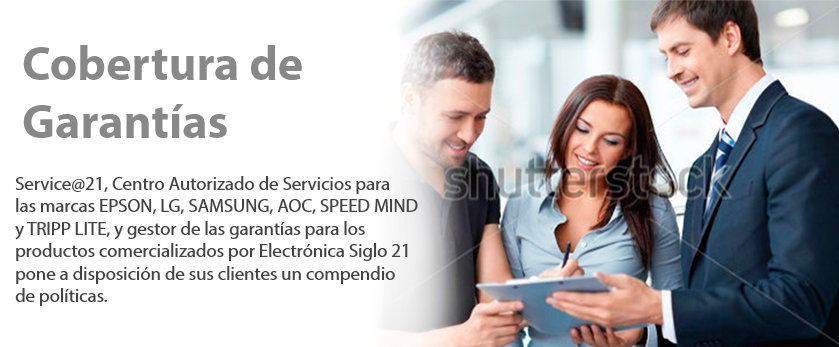 Cobertura de
Garantías
Service@21, Centro Autorizado de Servicios para
las marcas EPSON, LG, SAMSUNG, AOC, SPEED MIND
y TRIPP LITE, y gestor de las garantías para los
productos comercializados por Electrónica Siglo 21
pone a disposición de sus clientes un compendio
de políticas.
shutterstock